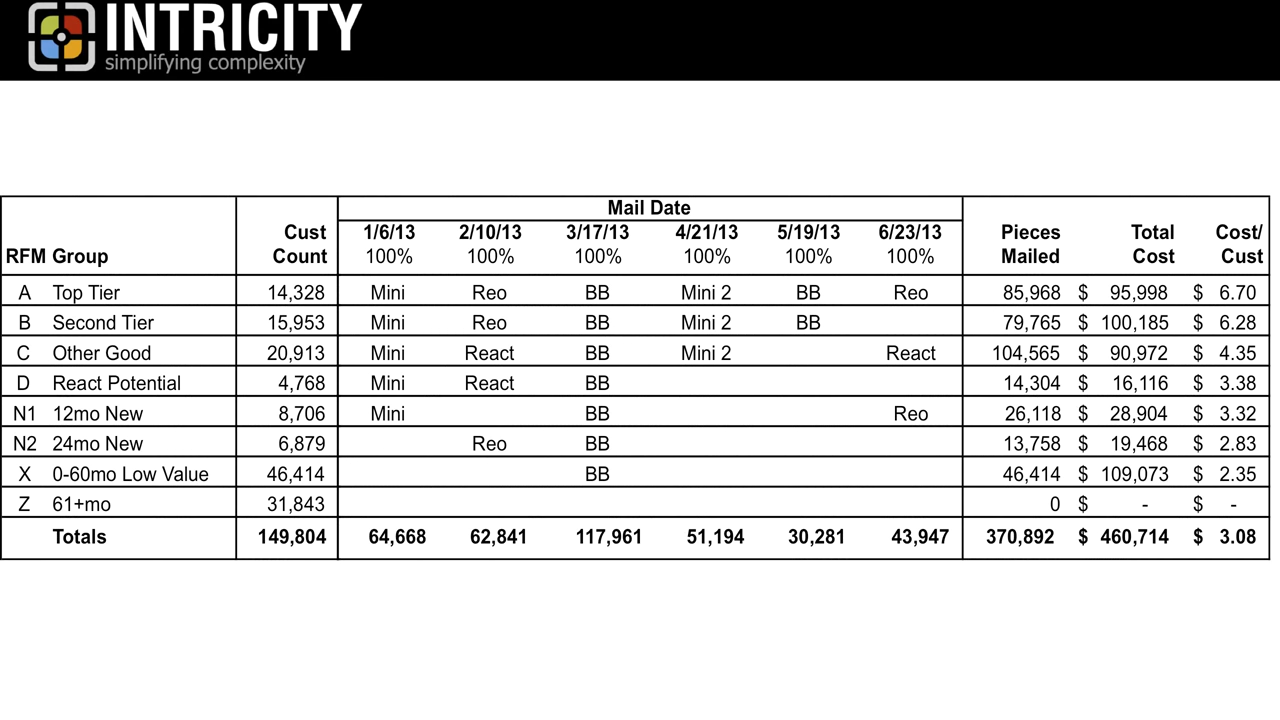 INTRICITY
simplifying complexity
Mail Date
Cust 1/6/13 2/10/13 3/17/13 4/21/13 5/19/13 6/23/13 Pieces Total Cost/
RFM Group Count 100% 100% 100% 100% 100% 100% Mailed Cost Cust
A Top Tier 14,328 Mini Reo BB Mini 2 BB Reo 85,968 $ 95,998 $ 6.70
B Second Tier 15,953 Mini Reo BB Mini 2 BB 79,765 $ 100,185 $ 6.28
C Other Good 20,913 Mini React BB Mini 2 React 104,565 $ 90,972 $ 4.35
D React Potential 4,768 Mini React BB 14,304 $ 16,116 $ 3.38
N1 12mo New 8,706 Mini BB Reo 26,118 $ 28,904 $ 3.32
N2 24mo New 6,879 Reo BB 13,758 $ 19,468 $ 2.83
X 0-60mo Low Value 46,414 BB 46,414 $ 109,073 $ 2.35
Z 61+mo 31,843 0 $ - $ -
Totals 149,804 64,668 62,841 117,961 51,194 30,281 43,947 370,892 $ 460,714 $ 3.08